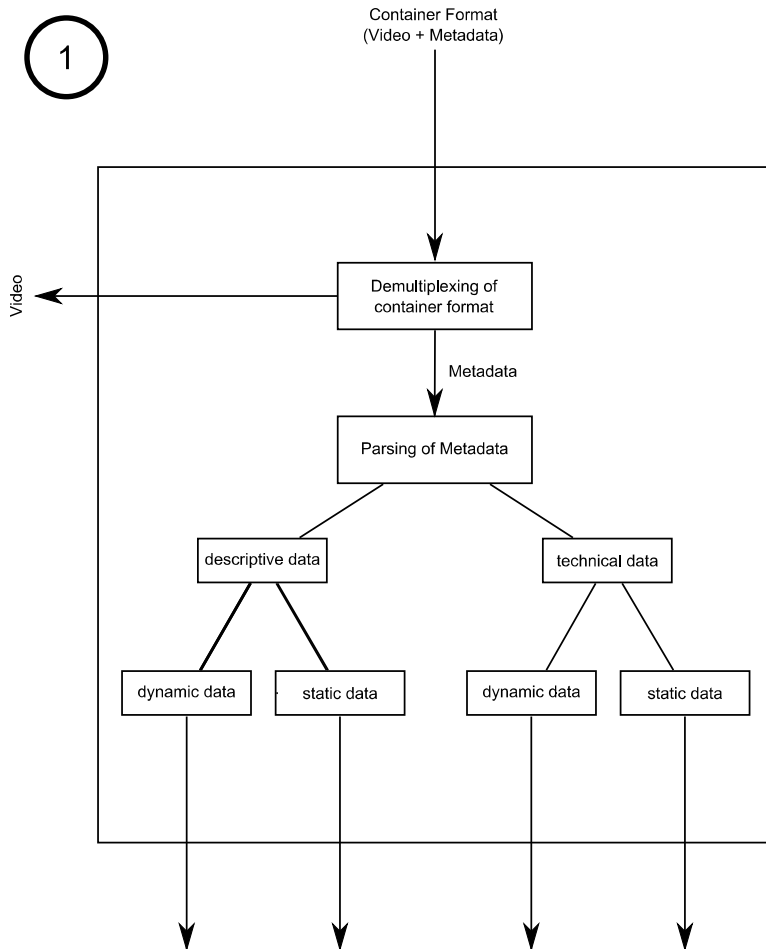 1
Container Format
(Video + Metadata)
Demultiplexing of
container format
Video
Metadata
Parsing of Metadata
descriptive data
technical data
dynamic data
static data
dynamic data
static data